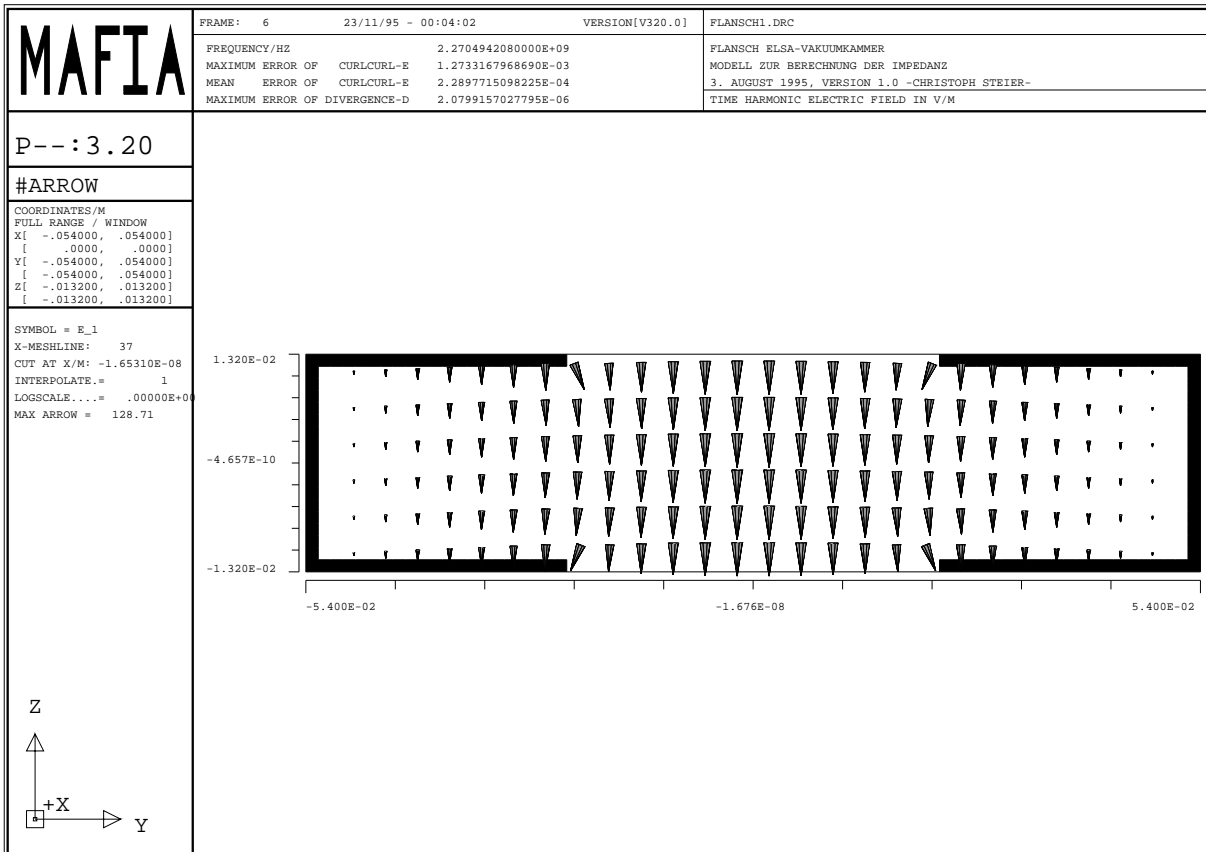 MAFIA
FRAME: 6 23/11/95 - 00:04:02 VERSION[V320.0] FLANSCH1.DRC
FREQUENCY/HZ 2.2704942080000E+09
MAXIMUM ERROR OF CURLCURL-E 1.2733167968690E-03
MEAN ERROR OF CURLCURL-E 2.2897715098225E-04
MAXIMUM ERROR OF DIVERGENCE-D 2.0799157027795E-06
FLANSCH ELSA-VAKUUMKAMMER
MODELL ZUR BERECHNUNG DER IMPEDANZ
3. AUGUST 1995, VERSION 1.0 -CHRISTOPH STEIER-
TIME HARMONIC ELECTRIC FIELD IN V/M
P--:3.20
#ARROW
COORDINATES/M
FULL RANGE / WINDOW
X[ -.054000, .054000]
[ .0000, .0000]
Y[ -.054000, .054000]
[ -.054000, .054000]
Z[ -.013200, .013200]
[ -.013200, .013200]
SYMBOL = E_1
X-MESHLINE: 37
CUT AT X/M: -1.65310E-08
INTERPOLATE.= 1
LOGSCALE....= .00000E+00
MAX ARROW = 128.71
1.320E-02
-4.657E-10
-1.320E-02
-5.400E-02 -1.676E-08 5.400E-02
Z
+X
Y